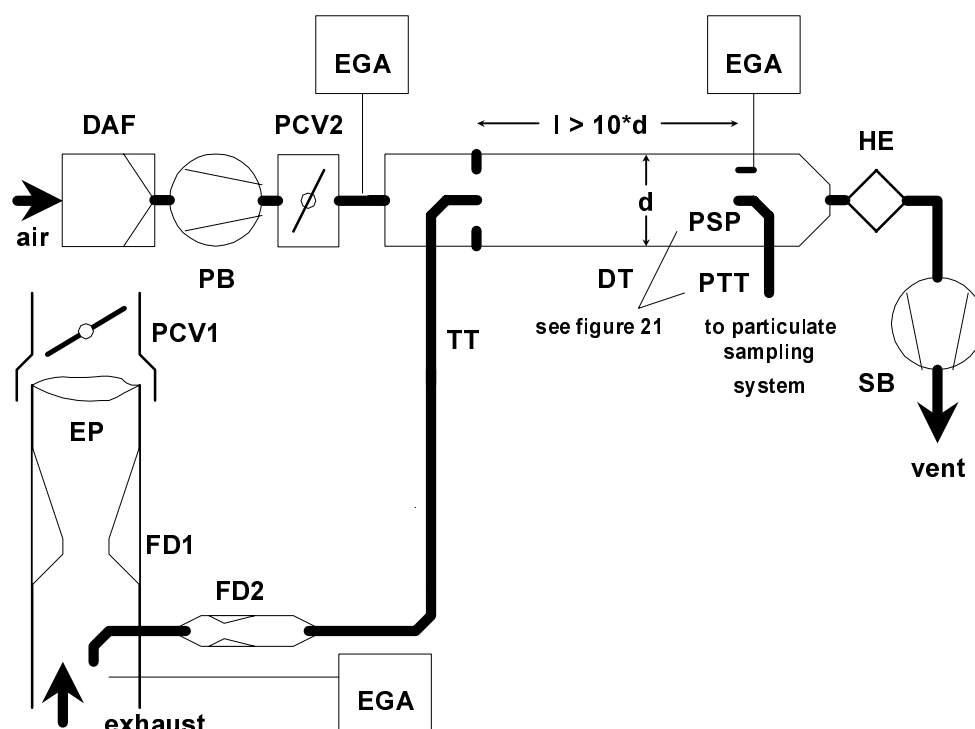 EGA
EGA
DAF
PCV2
l > 10*d
HE
air
d
PSP
PB
DT
PTT
see figure 21
to particulate
sampling
system
PCV1
TT
SB
EP
vent
FD1
FD2
EGA
exhaust